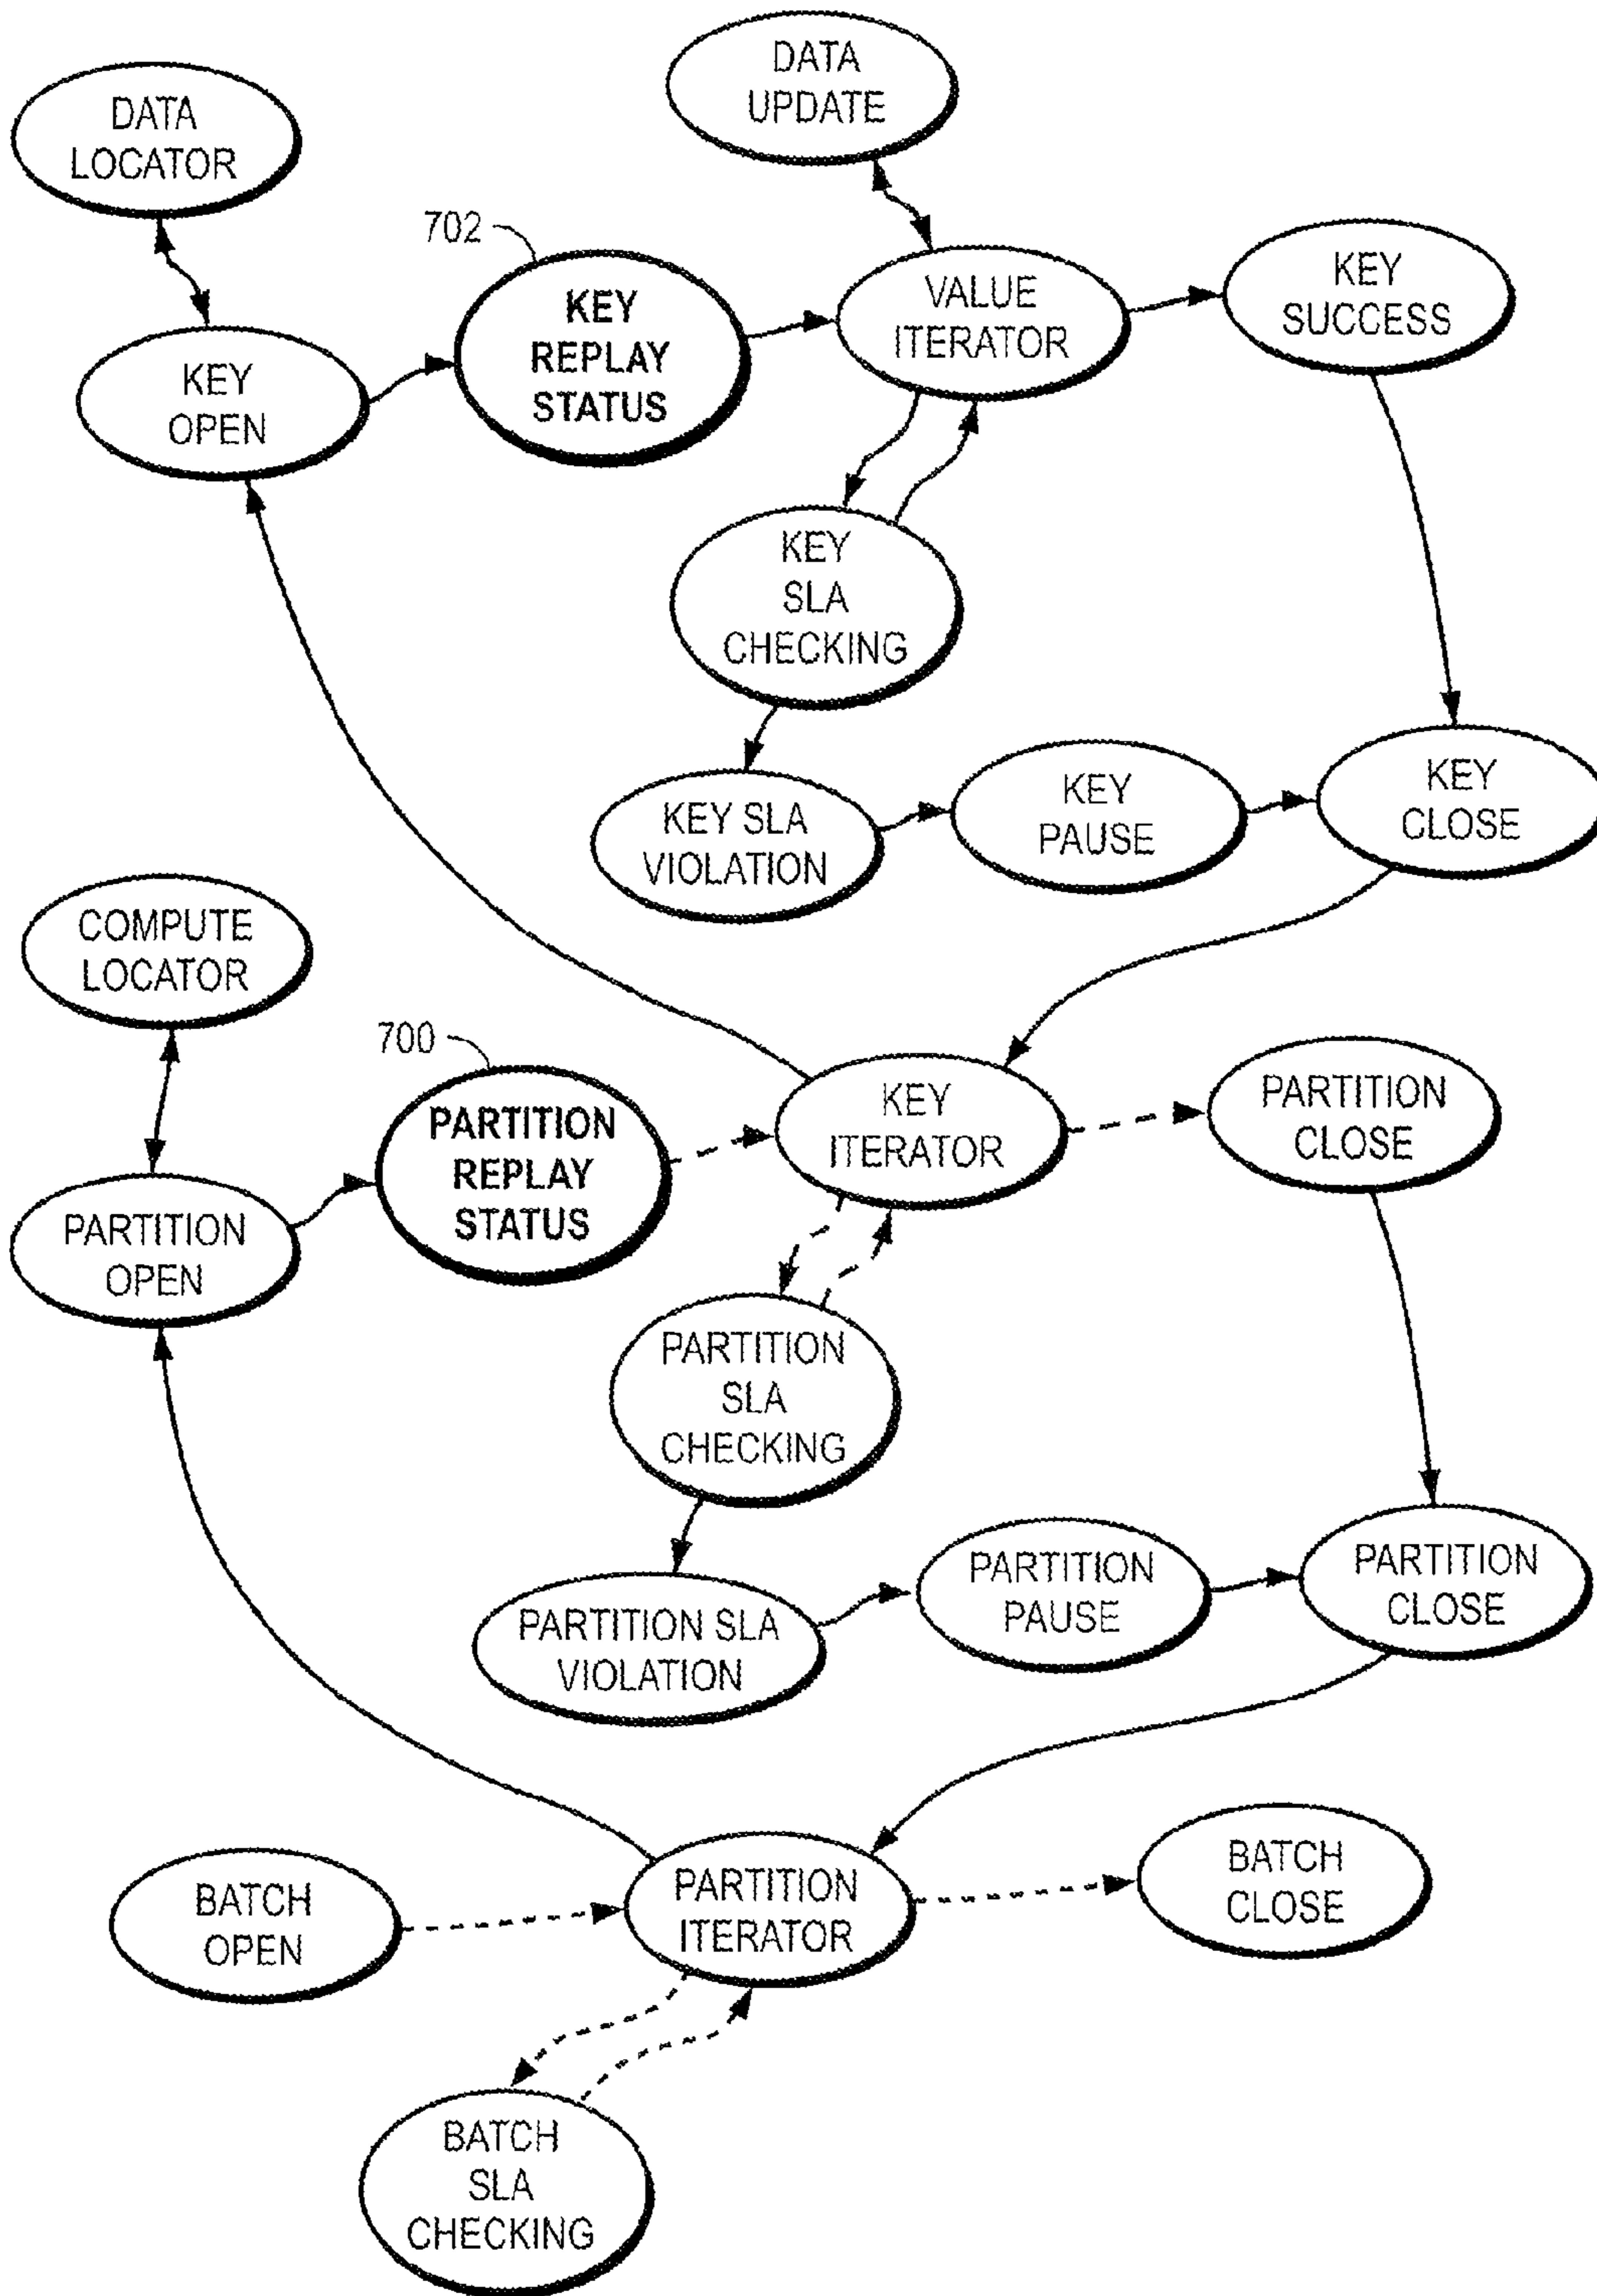 DATA
UPDATE
DATA
LOCATOR
702
KEY
REPLAY
STATUS
VALUE
ITERATOR
KEY
SUCCESS
KEY
OPEN
KEY
SLA
CHECKING
KEY SLA
VIOLATION
KEY
PAUSE
KEY
CLOSE
COMPUTE
LOCATOR
700
PARTITION
REPLAY
STATUS
KEY
ITERATOR
PARTITION
CLOSE
PARTITION
OPEN
PARTITION
SLA
CHECKING
PARTITION SLA
VIOLATION
PARTITION
PAUSE
PARTITION
CLOSE
BATCH
OPEN
PARTITION
ITERATOR
BATCH
CLOSE
BATCH
SLA
CHECKING